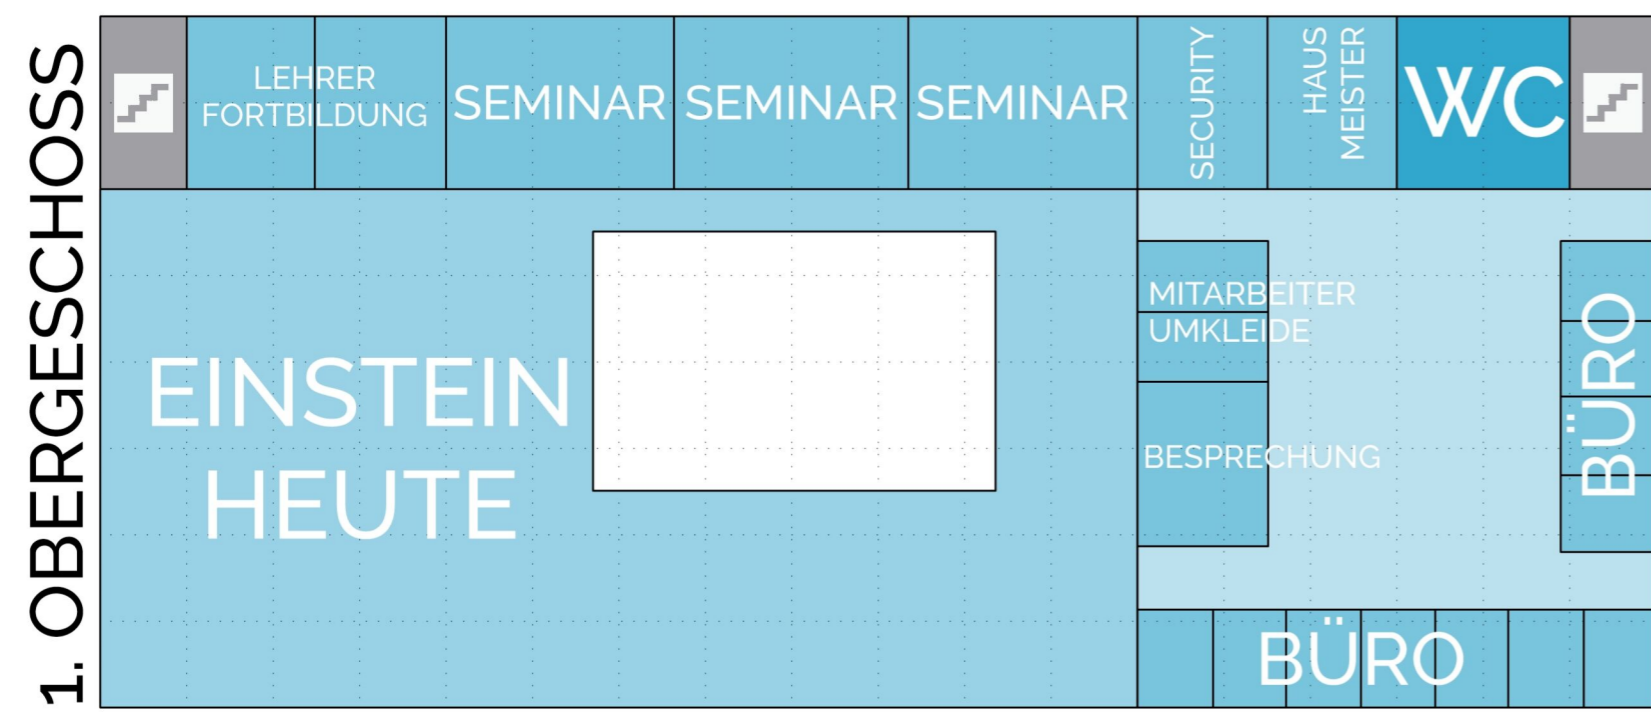 1. OBERGESCHOSS
LEHRER
FORTBILDUNG
SEMINAR
SEMINAR
SEMINAR
SECURITY
HAUS
MEISTER
WC
EINSTEIN
HEUTE
MITARBEITER
UMKLEIDE
BESPRECHUNG
BÜRO
BÜRO